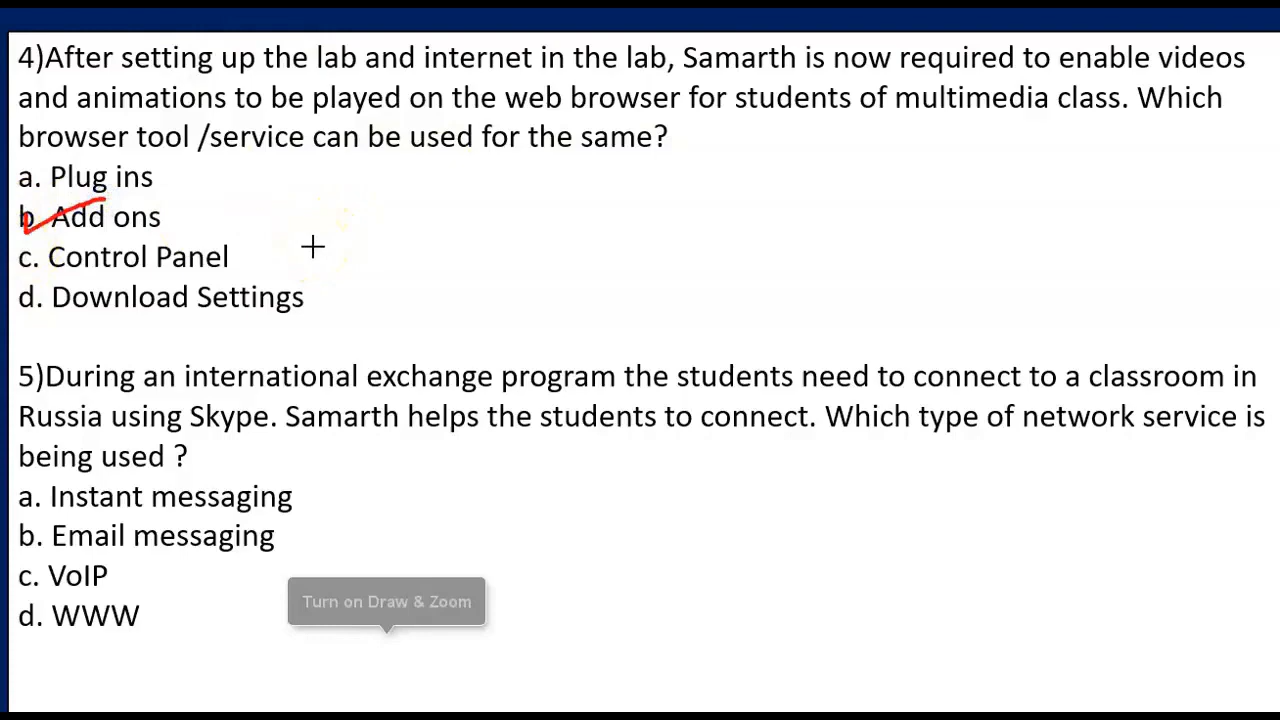 4)After setting up the lab and internet in the lab, Samarth is now required to enable videos
and animations to be played on the web browser for students of multimedia class. Which
browser tool /service can be used for the same?
a. Plug ins
b. Add ons
c. Control Panel
d. Download Settings
5)During an international exchange program the students need to connect to a classroom in
Russia using Skype. Samarth helps the students to connect. Which type of network service is
being used ?
a. Instant messaging
b. Email messaging
c. VoIP
d. WWW
Turn on Draw & Zoom